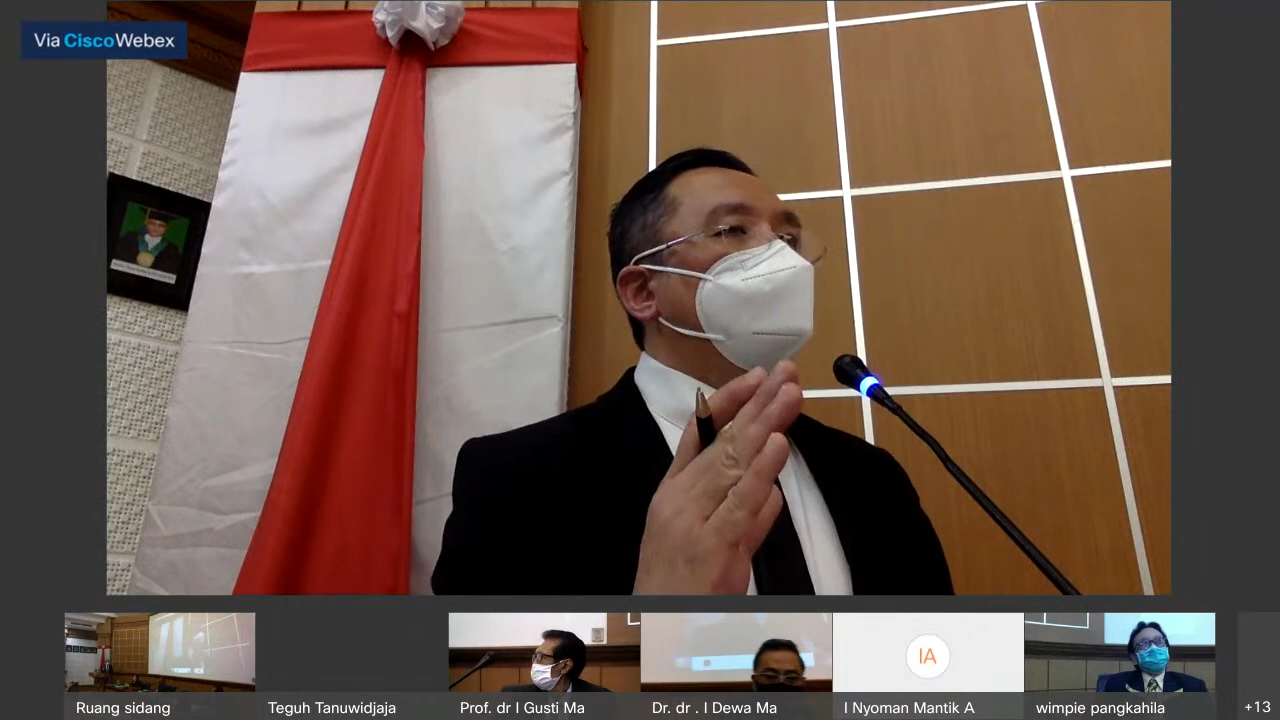 Via CiscoWebex
Ruang sidang
Teguh Tanuwidjaja
Prof. dr I Gusti Ma
Dr. dr . I Dewa Ma
I Nyoman Mantik A
IA
wimpie pangkahila
+13